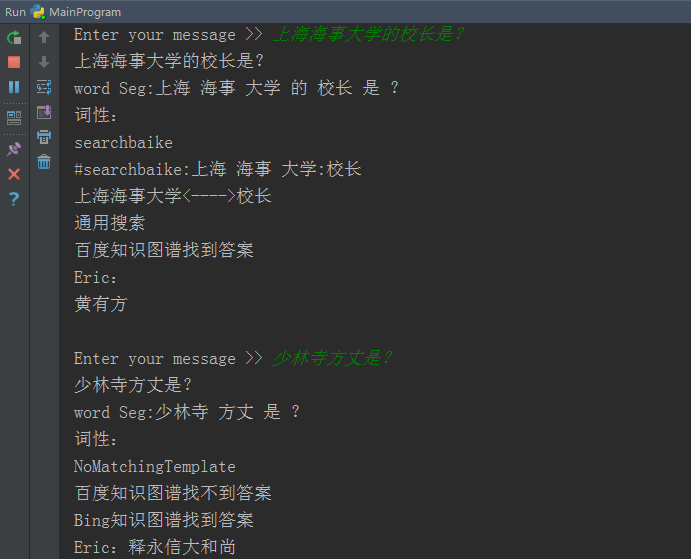 Run MainProgram
Enter your message >> 上海海事大学的校长是？
上海海事大学的校长是？
word Seg:上海 海事 大学 的 校长 是 ？
词性：
searchbaike
#searchbaike:上海 海事 大学:校长
上海海事大学<---->校长
通用搜索
百度知识图谱找到答案
Eric：
黄有方
Enter your message >> 少林寺方丈是？
少林寺方丈是？
word Seg:少林寺 方丈 是 ？
词性：
NoMatchingTemplate
百度知识图谱找不到答案
Bing知识图谱找到答案
Eric：释永信大和尚